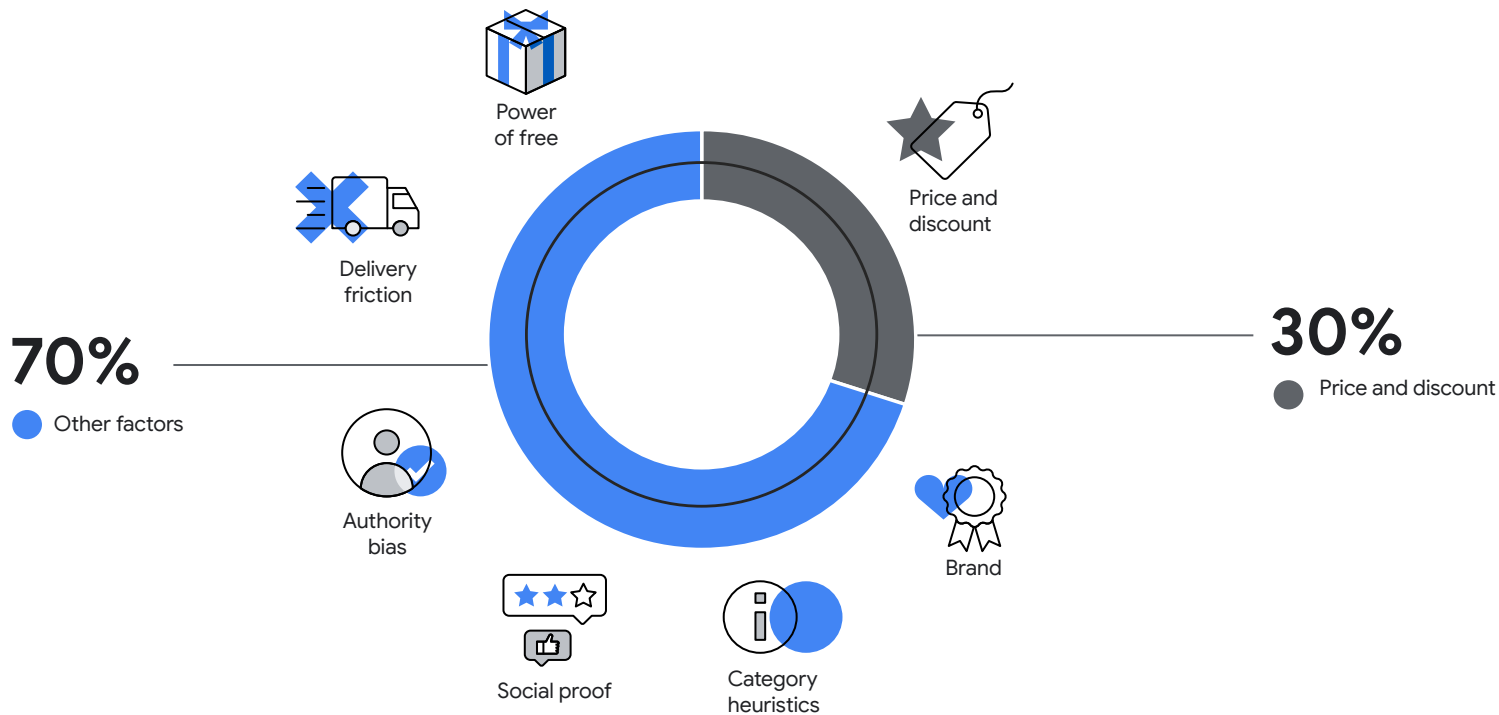 Power
of free
Price and
discount
Delivery
friction
70%
Other factors
30%
Price and discount
Authority
bias
Brand
Social proof
Category
heuristics